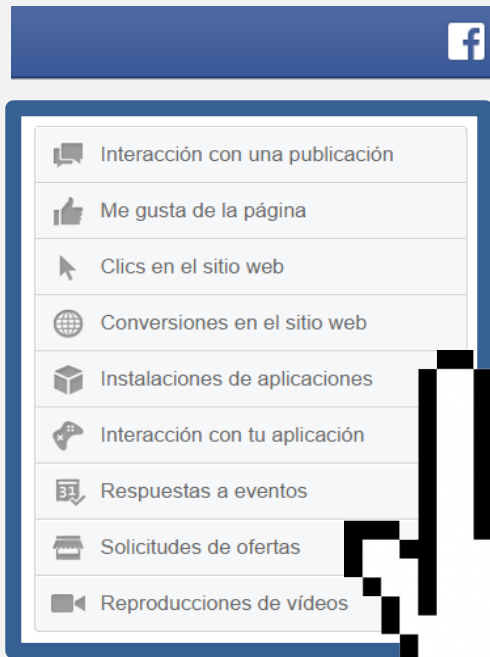 f
Interacción con una publicación
Me gusta de la página
Clics en el sitio web
Conversiones en el sitio web
Instalaciones de aplicaciones
Interacción con tu aplicación
31
Respuestas a eventos
Solicitudes de ofertas
Reproducciones de vídeos